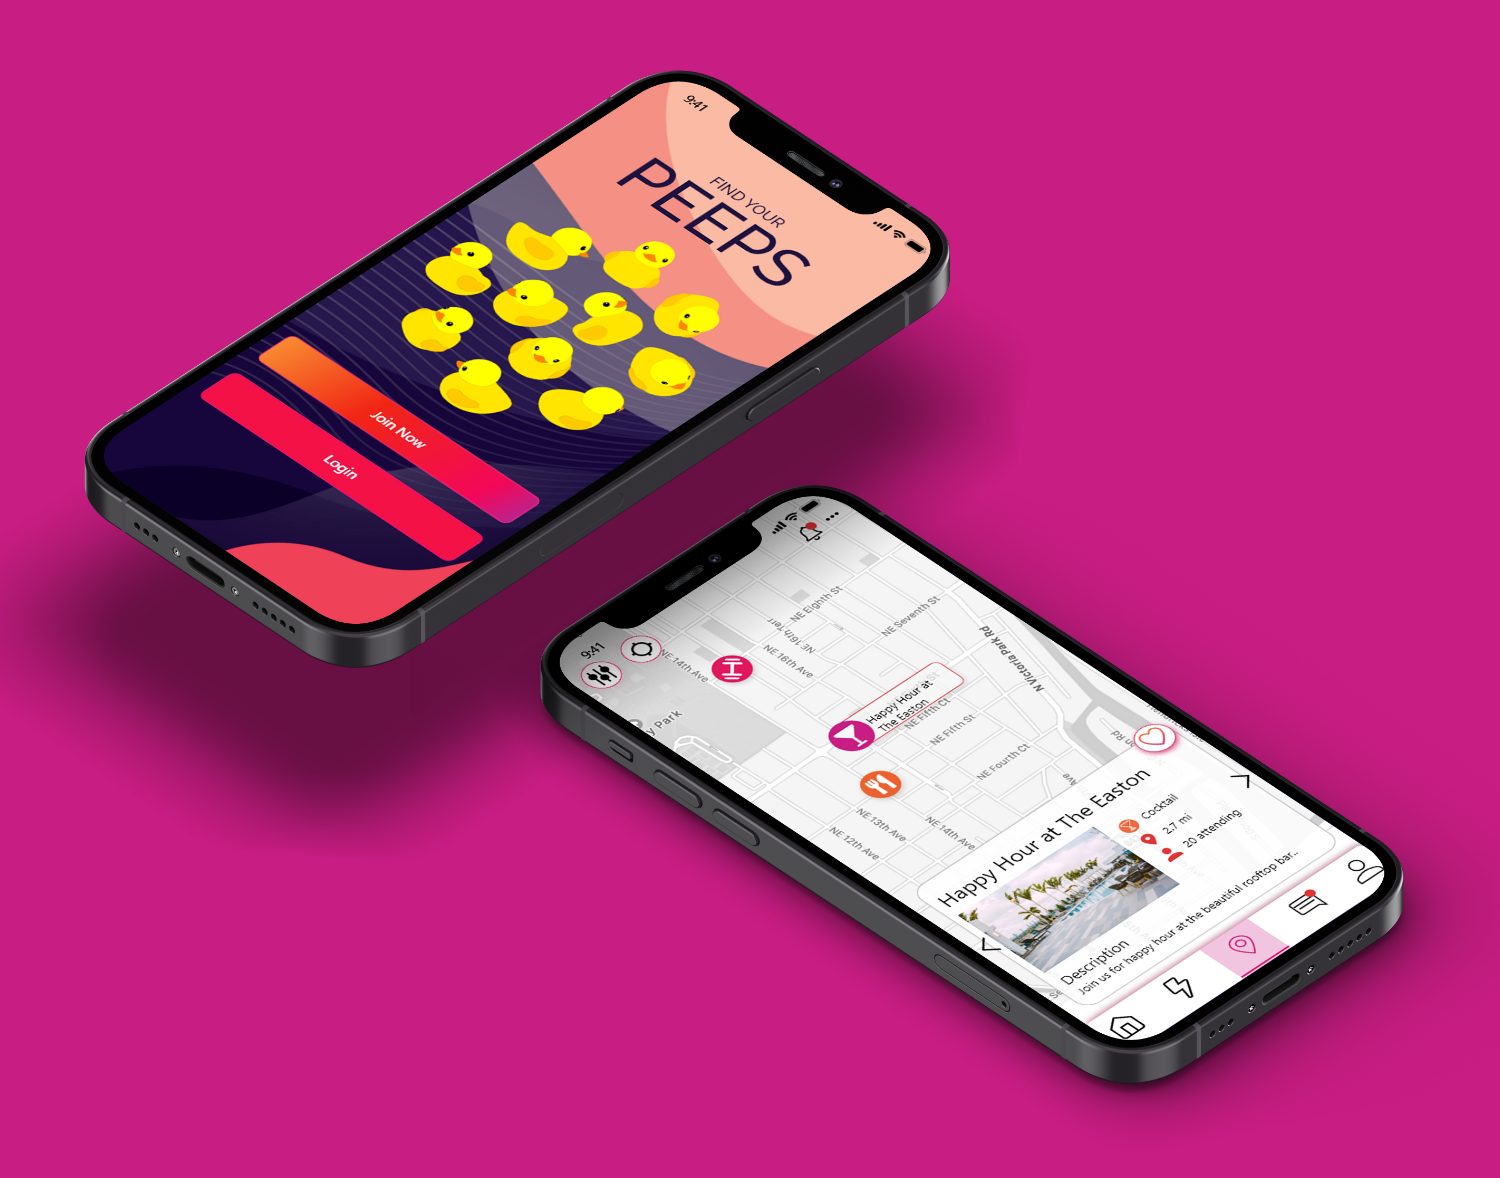 9:41
FIND YOUR
PEEPS
Join Now
Login
9:41
NE Eighth St
NE Seventh St
NE 16th Terr
NE 16th Ave
NE 14th Ave
N Victoria Park Rd
Happy Hour at
The Easton
NE Fifth Ct
NE Fifth St
NE Fourth Ct
y Park
NE 13th Ave
NE 14th Ave
NE 12th Ave
Happy Hour at The Easton
Cocktail
2.7 mi
20 attending
Description
Join us for happy hour at the beautiful rooftop bar..